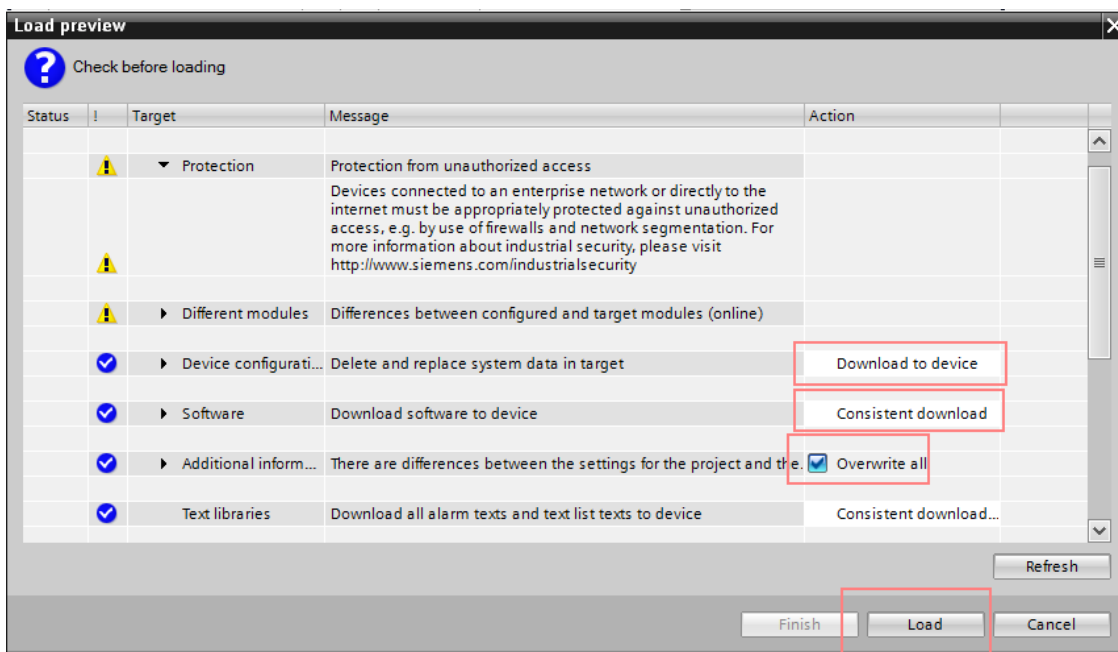 Load preview
Check before loading
Status ! Target Message Action
Protection Protection from unauthorized access
Devices connected to an enterprise network or directly to the
internet must be appropriately protected against unauthorized
access, e.g. by use of firewalls and network segmentation. For
more information about industrial security, please visit
http://www.siemens.com/industrialsecurity
Different modules Differences between configured and target modules (online)
Device configurati... Delete and replace system data in target Download to device
Software Download software to device Consistent download
Additional inform... There are differences between the settings for the project and the... Overwrite all
Text libraries Download all alarm texts and text list texts to device Consistent download...
Refresh
Finish Load Cancel